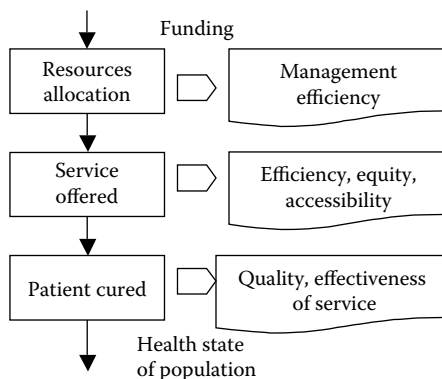 Funding
Resources
allocation
Management
efficiency
Service
offered
Efficiency, equity,
accessibility
Patient cured
Quality, effectiveness
of service
Health state
of population